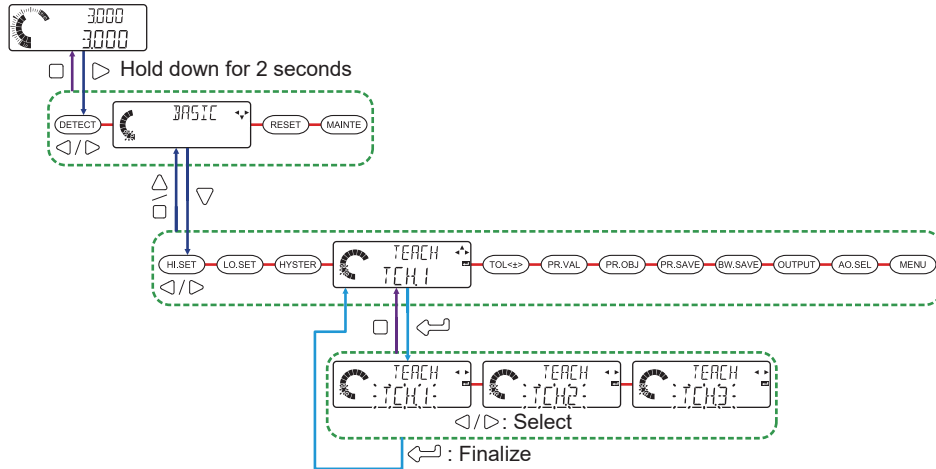 3.000
3.000
Hold down for 2 seconds
DETECT BASIC RESET MAINTE
/
/
HI.SET LO.SET HYSTER TEACH TOL<±> PR.VAL PR.OBJ PR.SAVE BW.SAVE OUTPUT AO.SEL MENU
TCH.1
/
TEACH TEACH TEACH
TCH.1 TCH.2 TCH.3
/ : Select
: Finalize